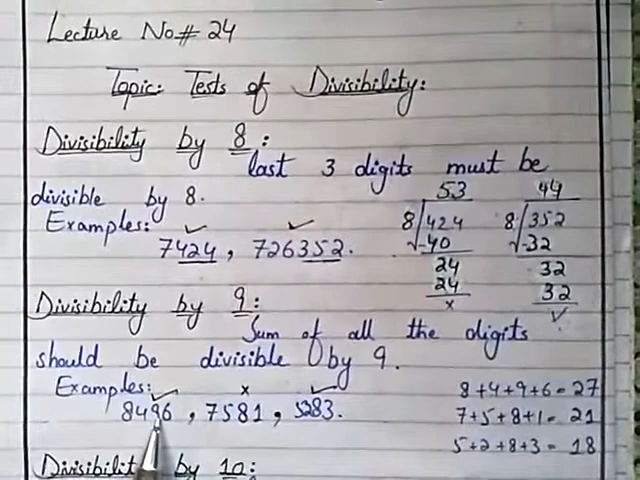 Lecture No# 24
Topic: Tests of Divisibility:
Divisibility by 8:
last 3 digits must be
divisible by 8.
Examples:
7424, 726352.
53
8 424
-40
24
24
x
44
8 352
-32
32
32
✓
Divisibility by 9:
Sum of all the digits
should be divisible by 9.
Examples:
8496, 7581, 5283.
8+4+9+6=27
7+5+8+1=21
5+2+8+3=18
Divisibility by 10: